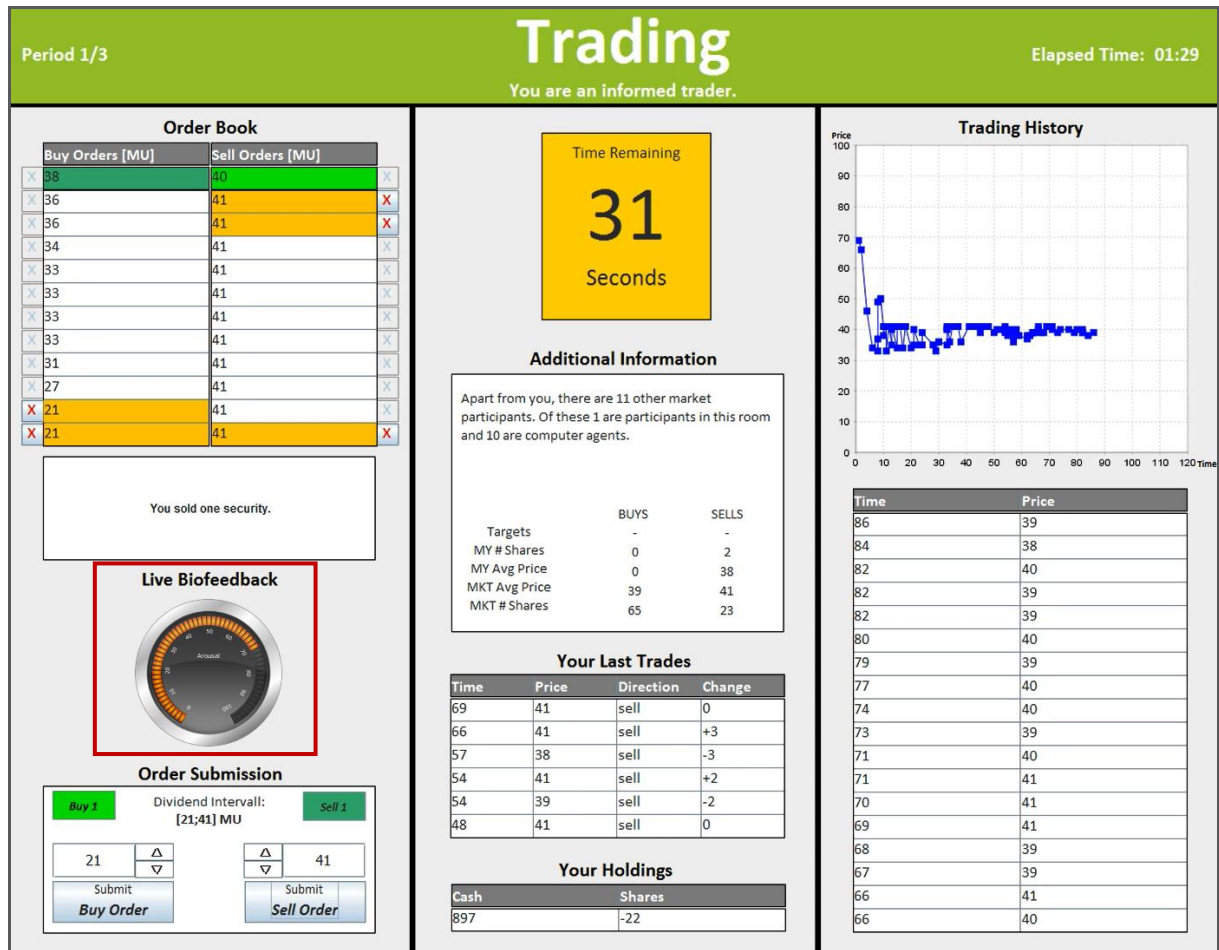 Period 1/3
Trading
You are an informed trader.
Elapsed Time: 01:29
Order Book
Buy Orders [MU] Sell Orders [MU]
X 38 40 X
X 36 41 X
X 36 41 X
X 34 41 X
X 33 41 X
X 33 41 X
X 33 41 X
X 33 41 X
X 31 41 X
X 27 41 X
X 21 41 X
X 21 41 X
You sold one security.
Live Biofeedback
Arousal
0 10 20 30 40 50 60 70 80 100
Order Submission
Buy 1
Dividend Intervall:
[21;41] MU
Sell 1
21 41
Submit
Buy Order
Submit
Sell Order
Time Remaining
31
Seconds
Additional Information
Apart from you, there are 11 other market
participants. Of these 1 are participants in this room
and 10 are computer agents.
BUYS SELLS
Targets - -
MY # Shares 0 2
MY Avg Price 0 38
MKT Avg Price 39 41
MKT # Shares 65 23
Your Last Trades
Time Price Direction Change
69 41 sell 0
66 41 sell +3
57 38 sell -3
54 41 sell +2
54 39 sell -2
48 41 sell 0
Your Holdings
Cash Shares
897 -22
Trading History
Price
100
90
80
70
60
50
40
30
20
10
0
0 10 20 30 40 50 60 70 80 90 100 110 120 Time
Time Price
86 39
84 38
82 40
82 39
82 39
80 40
79 39
77 40
74 40
73 39
71 40
71 41
70 41
69 41
68 39
67 39
66 41
66 40